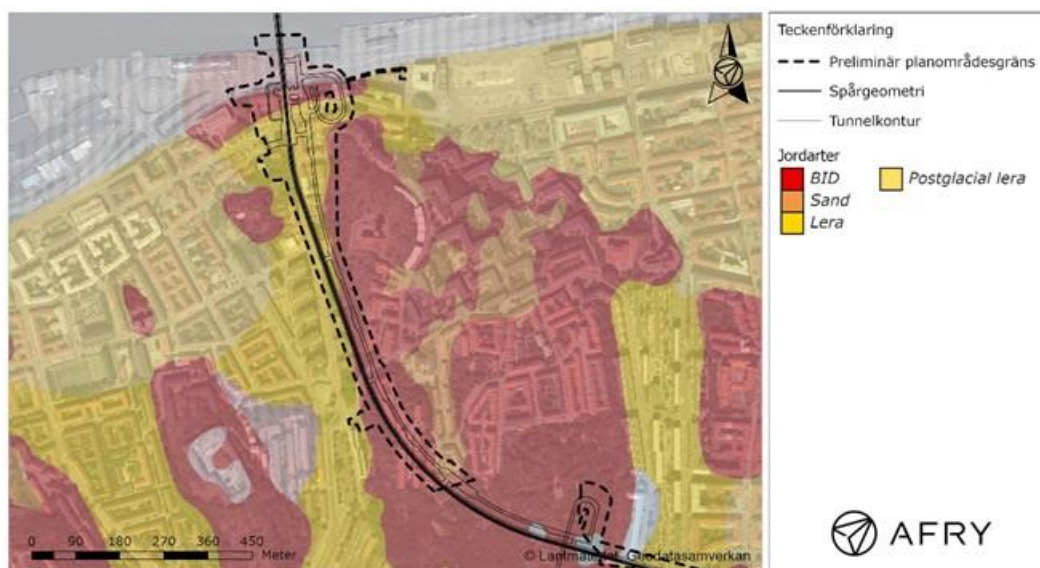 Teckenförklaring
Preliminär planområdesgräns
Spårgeometri
Tunnelkontur
Jordarter
BID
Postglacial lera
Sand
Lera
0 90 180 270 360 450
Meter
© Lantmäteriet, Geodatasamverkan
AFRY